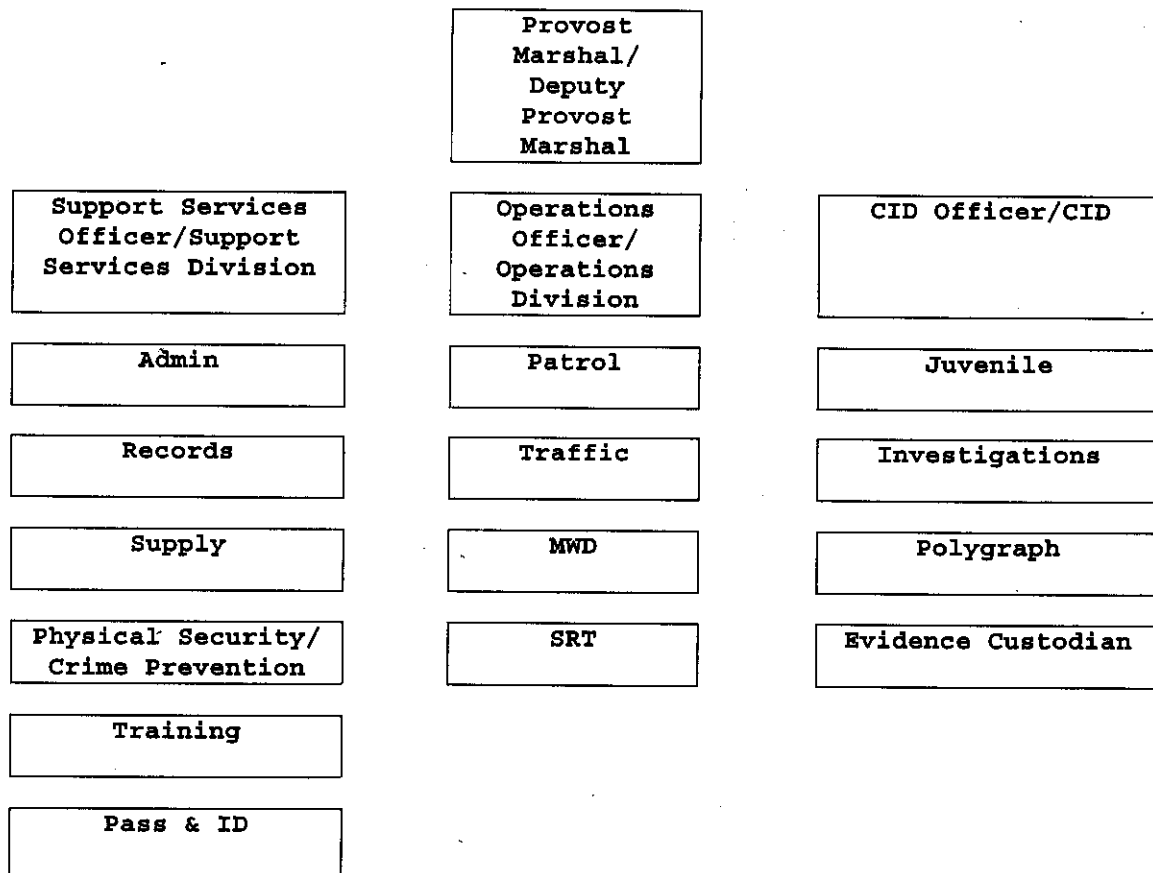 Provost
Marshal/
Deputy
Provost
Marshal
Support Services
Officer/Support
Services Division
Operations
Officer/
Operations
Division
CID Officer/CID
Admin
Patrol
Juvenile
Records
Traffic
Investigations
Supply
MWD
Polygraph
Physical Security/
Crime Prevention
SRT
Evidence Custodian
Training
Pass & ID